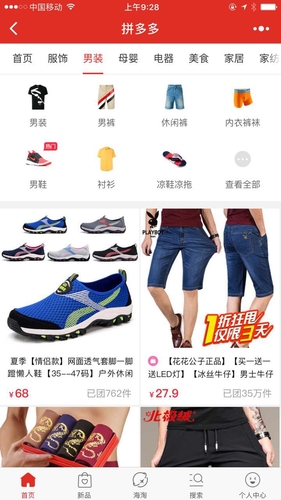 中国移动
上午9:28
拼多多
首页 服饰 男装 母婴 电器 美食 家居 家纺
男装 男裤 休闲裤 内衣裤袜
热门
男鞋 衬衫 凉鞋凉拖 查看全部
PLAYBOY
1折狂甩
仅限3天
夏季【情侣款】网面透气套脚一脚
蹬懒人鞋【35--47码】户外休闲
¥68 已团762件
【花花公子正品】【买一送一
送LED灯】【冰丝牛仔】男士牛仔
¥27.9 已团35万件
北极绒
首页 新品 海淘 搜索 个人中心